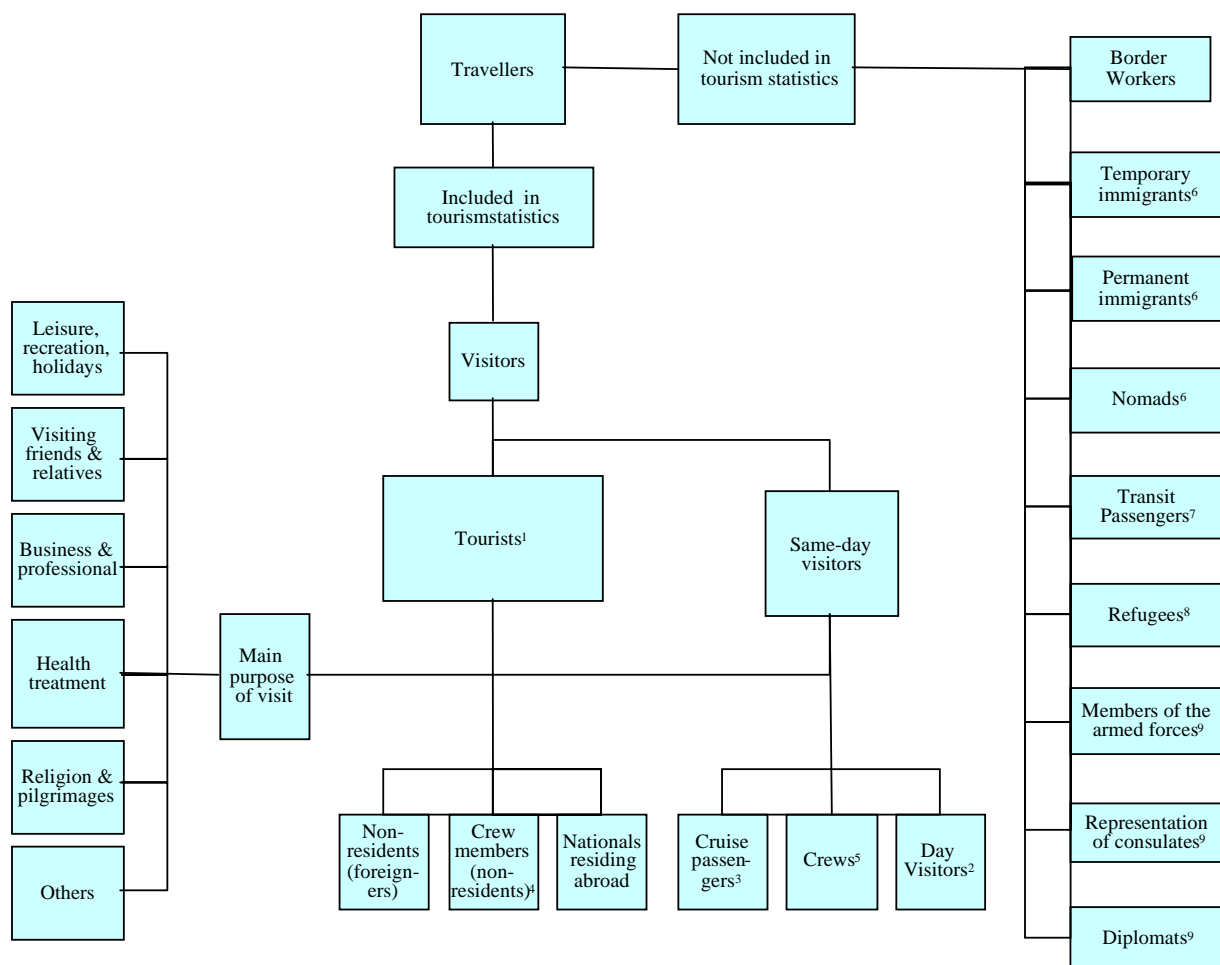 Travellers
Not included in
tourism statistics
Border
Workers
Included in
tourismstatistics
Temporary
immigrants⁶
Permanent
immigrants⁶
Leisure,
recreation,
holidays
Visitors
Nomads⁶
Visiting
friends &
relatives
Tourists¹
Same-day
visitors
Transit
Passengers⁷
Business &
professional
Refugees⁸
Main
purpose
of visit
Health
treatment
Members of the
armed forces⁹
Religion &
pilgrimages
Non-
residents
(foreign-
ers)
Crew
members
(non-
residents)⁴
Nationals
residing
abroad
Cruise
passen-
gers³
Crews⁵
Day
Visitors²
Representation
of consulates⁹
Others
Diplomats⁹